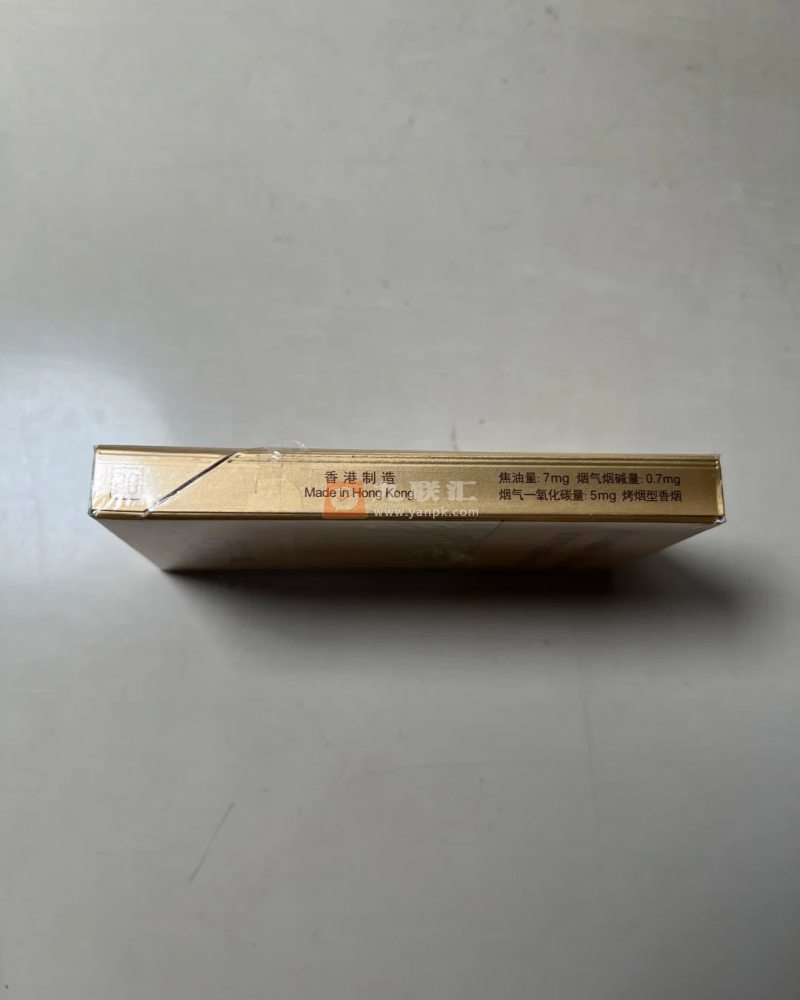 20
香港制造
Made in Hong Kong
焦油量: 7mg 烟气烟碱量: 0.7mg
烟气一氧化碳量: 5mg 烤烟型香烟
联汇
www.yanpk.com